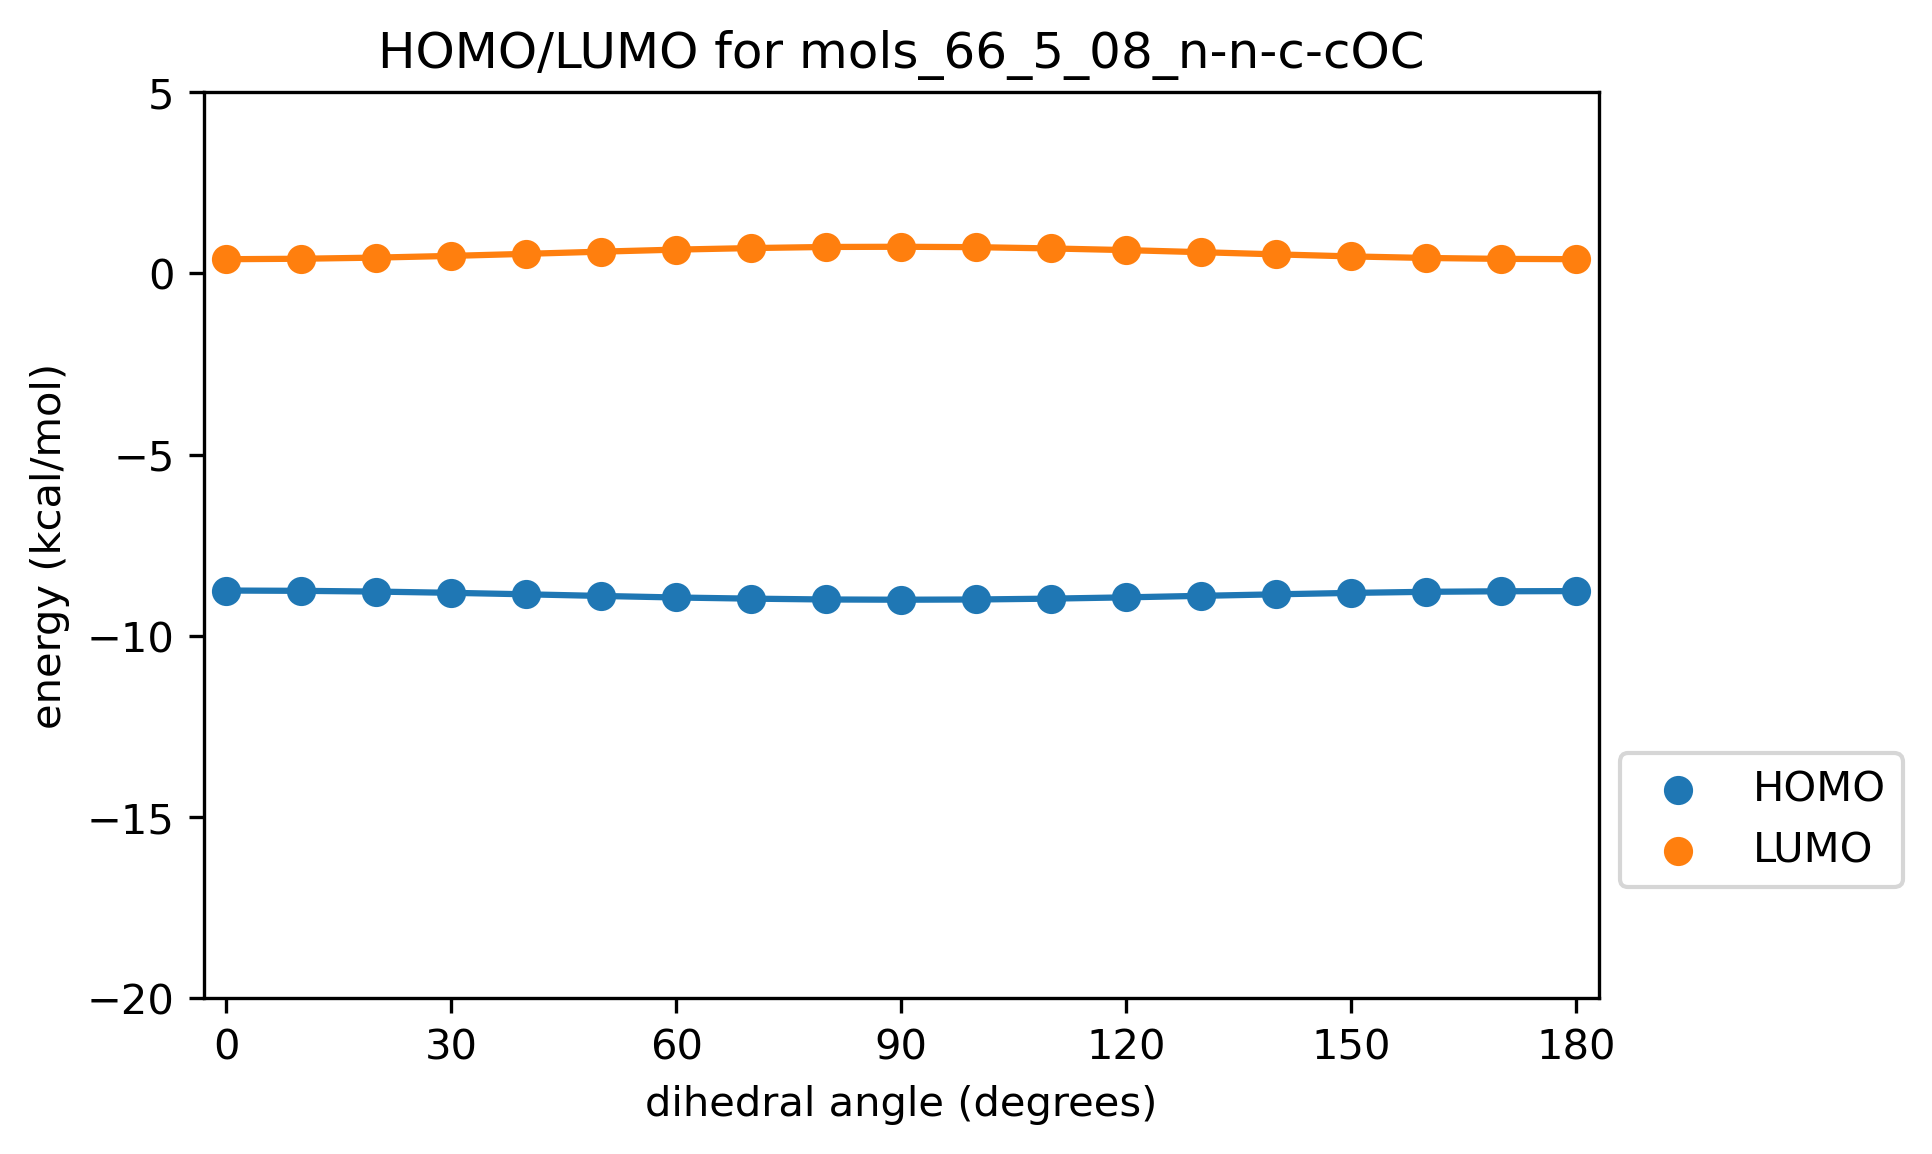 HOMO/LUMO for mols_66_5_08_n-n-c-cOC
5
0
−5
−10
−15
−20
energy (kcal/mol)
0 30 60 90 120 150 180
dihedral angle (degrees)
HOMO
LUMO